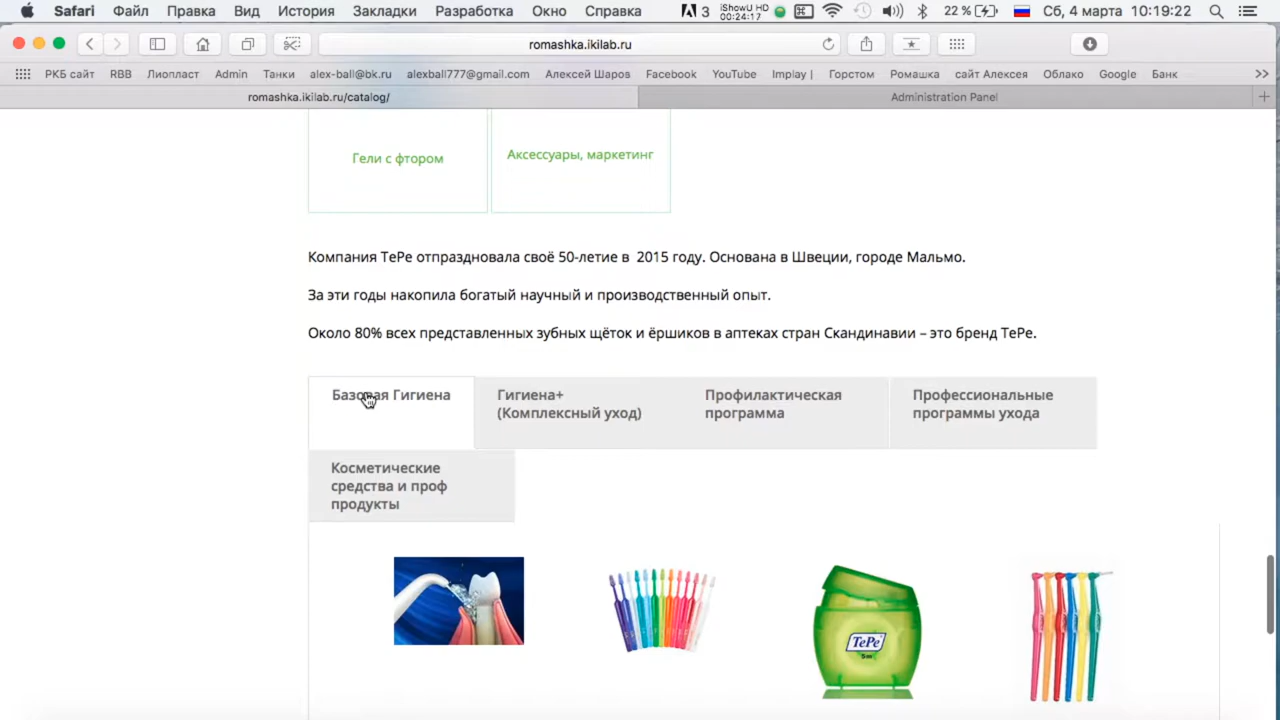 Safari Файл Правка Вид История Закладки Разработка Окно Справка 3 iShowU HD 00:24:17 22 % Сб, 4 марта 10:19:22
romashka.ikilab.ru
РКБ сайт RBB Лиопласт Admin Танки alex-ball@bk.ru alexball777@gmail.com Алексей Шаров Facebook YouTube Implay | Горстом Ромашка сайт Алексея Облако Google Банк
romashka.ikilab.ru/catalog/ Administration Panel
Гели с фтором Аксессуары, маркетинг
Компания TePe отпраздновала своё 50-летие в 2015 году. Основана в Швеции, городе Мальмо.
За эти годы накопила богатый научный и производственный опыт.
Около 80% всех представленных зубных щёток и ёршиков в аптеках стран Скандинавии – это бренд TePe.
Базовая Гигиена
Гигиена+
(Комплексный уход)
Профилактическая
программа
Профессиональные
программы ухода
Косметические
средства и проф
продукты
TePe
5m